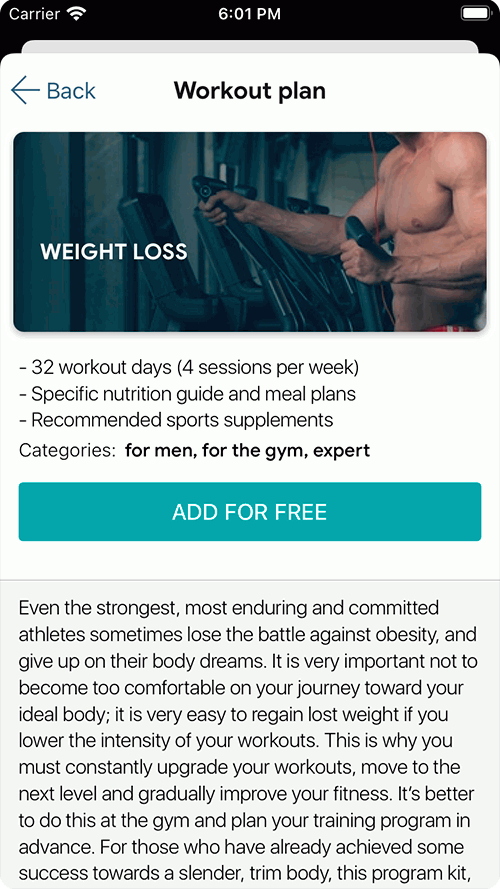 Carrier 6:01 PM
Back Workout plan
WEIGHT LOSS
- 32 workout days (4 sessions per week)
- Specific nutrition guide and meal plans
- Recommended sports supplements
Categories: for men, for the gym, expert
ADD FOR FREE
Even the strongest, most enduring and committed
athletes sometimes lose the battle against obesity, and
give up on their body dreams. It is very important not to
become too comfortable on your journey toward your
ideal body; it is very easy to regain lost weight if you
lower the intensity of your workouts. This is why you
must constantly upgrade your workouts, move to the
next level and gradually improve your fitness. It’s better
to do this at the gym and plan your training program in
advance. For those who have already achieved some
success towards a slender, trim body, this program kit,